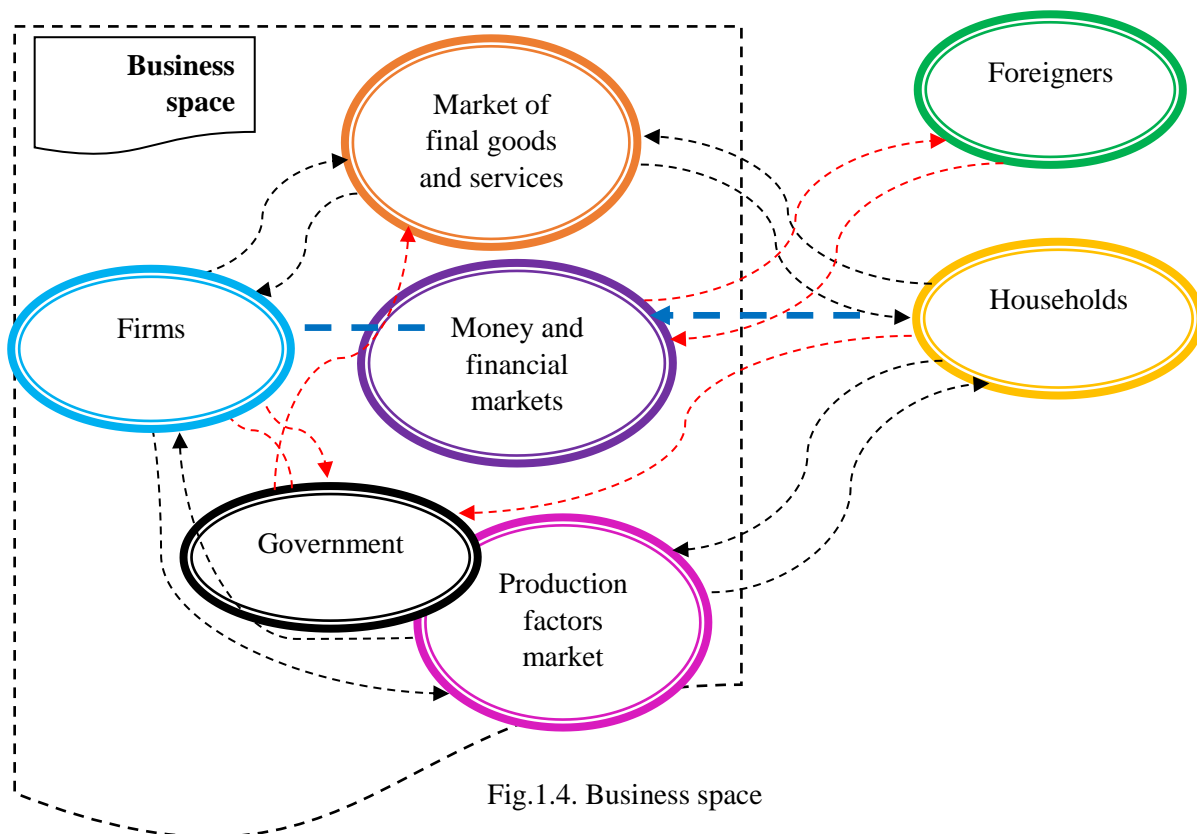 Business
space
Market of
final goods
and services
Foreigners
Firms
Money and
financial
markets
Households
Government
Production
factors
market
Fig.1.4. Business space